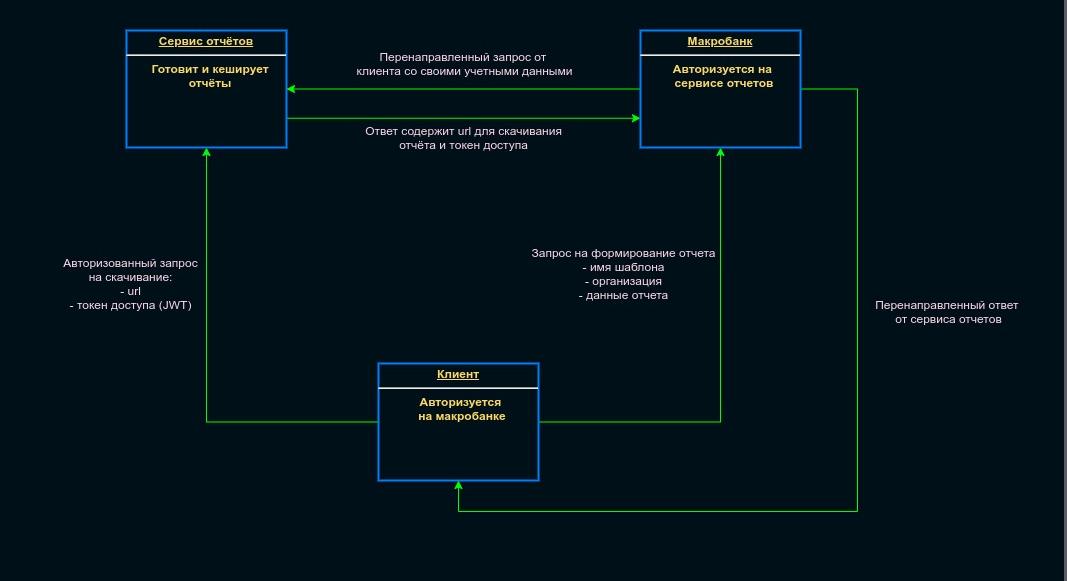 Сервис отчётов
Готовит и кеширует
отчёты
Перенаправленный запрос от
клиента со своими учетными данными
Макробанк
Авторизуется на
сервисе отчетов
Ответ содержит url для скачивания
отчёта и токен доступа
Авторизованный запрос
на скачивание:
- url
- токен доступа (JWT)
Запрос на формирование отчета
- имя шаблона
- организация
- данные отчета
Перенаправленный ответ
от сервиса отчетов
Клиент
Авторизуется
на макробанке